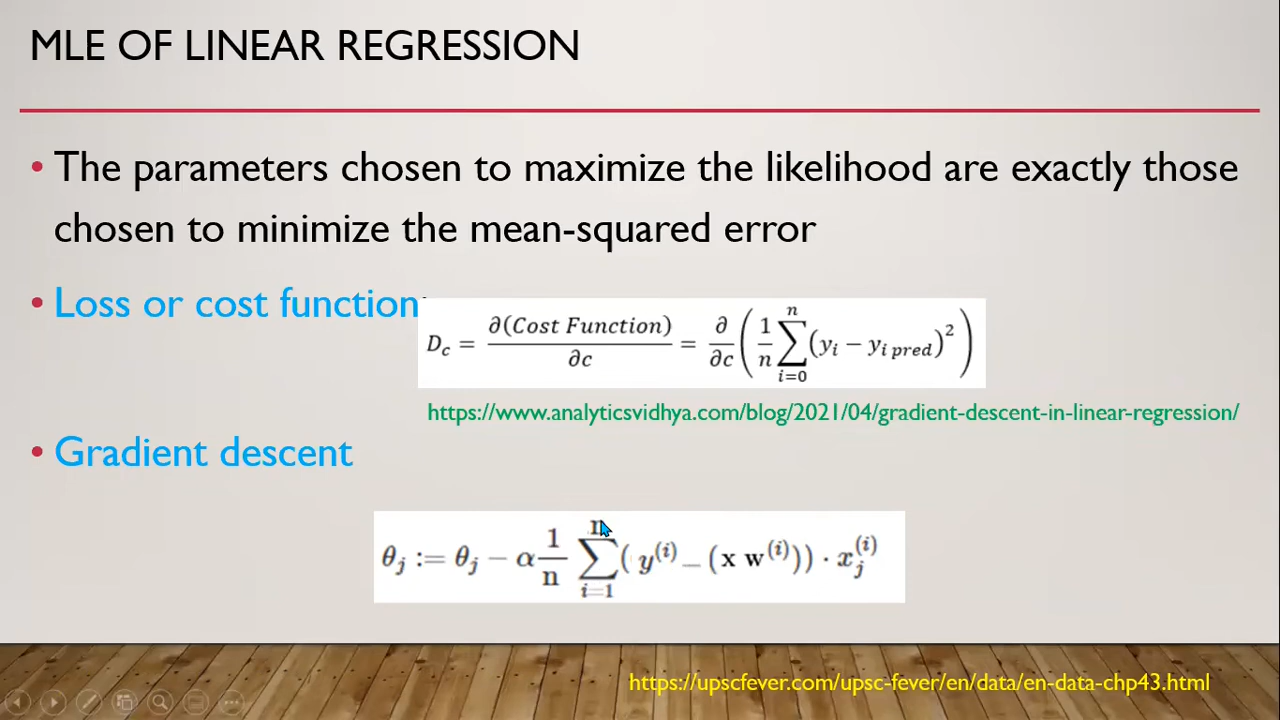 MLE OF LINEAR REGRESSION
• The parameters chosen to maximize the likelihood are exactly those
chosen to minimize the mean-squared error
• Loss or cost function:
D_c = ∂(Cost Function)/∂c = ∂/∂c (1/n ∑_{i=0}^{n} (y_i − y_{i pred})^2)
https://www.analyticsvidhya.com/blog/2021/04/gradient-descent-in-linear-regression/
• Gradient descent
θ_j := θ_j − α 1/n ∑_{i=1}^{n} ( y^{(i)} − (x w^{(i)})) · x_j^{(i)}
https://upscfever.com/upsc-fever/en/data/en-data-chp43.html